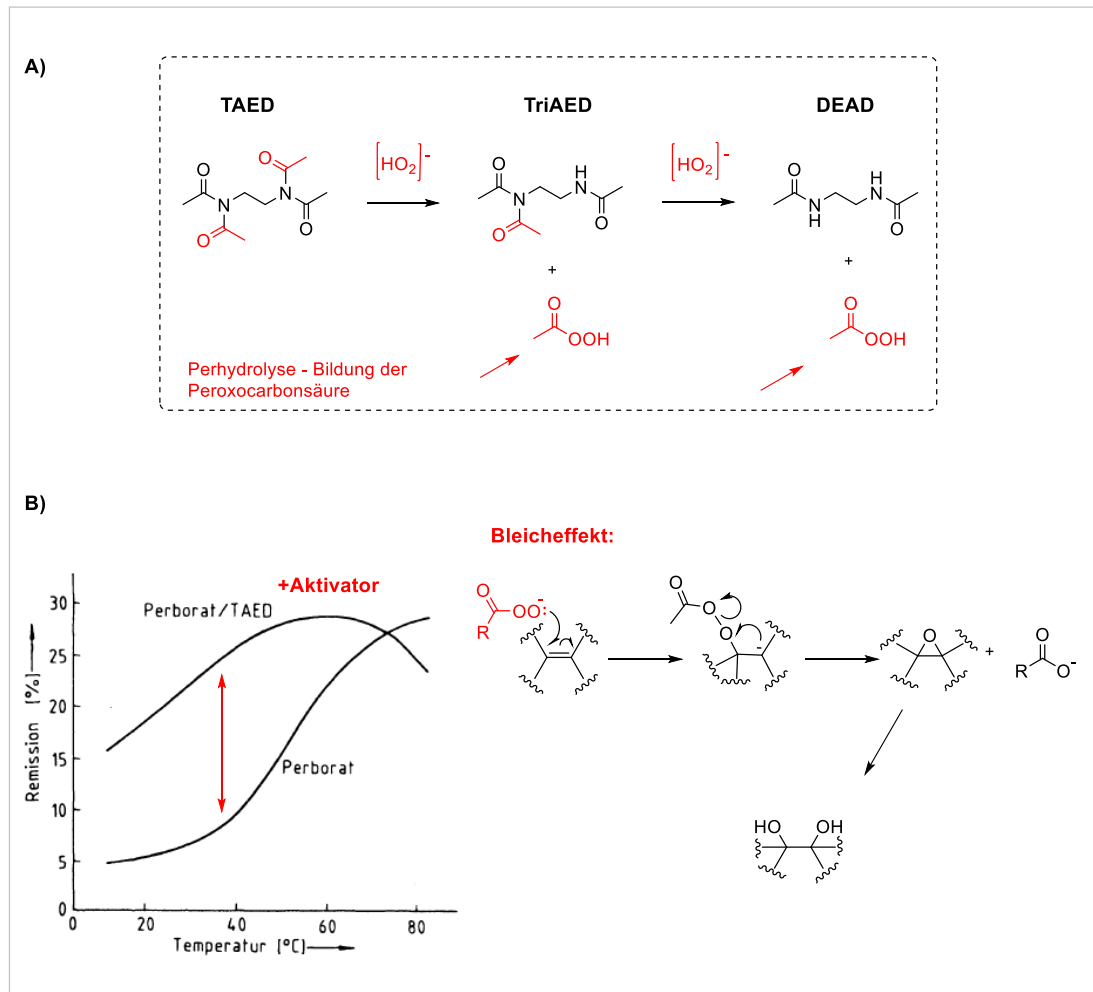 A)
TAED
TriAED
DEAD
[HO2]-
[HO2]-
O
O
N
N
O
O
O
H
N
N
O
O
O
H
N
N
H
O
+
+
O
OOH
O
OOH
Perhydrolyse - Bildung der
Peroxocarbonsäure
B)
Bleicheffekt:
+Aktivator
Perborat/TAED
Perborat
Remission [%]
30
25
20
15
10
5
0
0
20
40
60
80
Temperatur [°C]
O
R
OO:-
O
O
O
-
O
+
O
R
O-
HO
OH